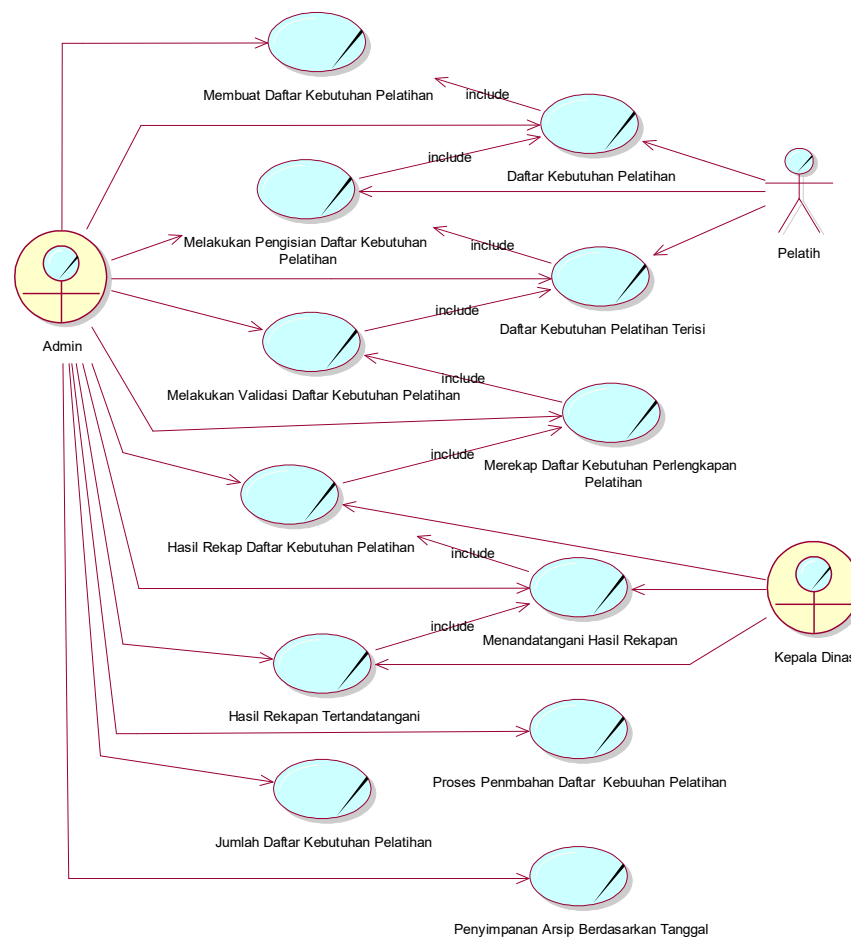 Membuat Daftar Kebutuhan Pelatihan
include
Daftar Kebutuhan Pelatihan
include
Melakukan Pengisian Daftar Kebutuhan
Pelatihan
include
Pelatih
Daftar Kebutuhan Pelatihan Terisi
include
Admin
Melakukan Validasi Daftar Kebutuhan Pelatihan
include
Merekap Daftar Kebutuhan Perlengkapan
Pelatihan
include
Hasil Rekap Daftar Kebutuhan Pelatihan
include
Menandatangani Hasil Rekapan
include
Kepala Dinas
Hasil Rekapan Tertandatangani
Proses Penmbahan Daftar Kebuuhan Pelatihan
Jumlah Daftar Kebutuhan Pelatihan
Penyimpanan Arsip Berdasarkan Tanggal